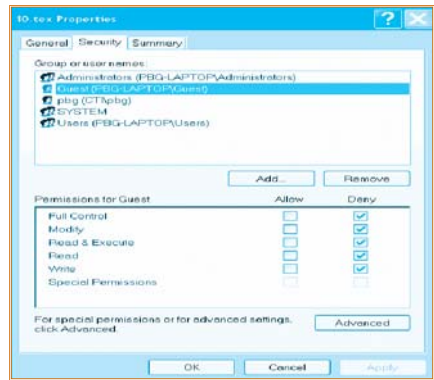 10.tex Properties
General Security Summary
Group or user names:
Administrators (PBG-LAPTOP\Administrators)
Guest (PBG-LAPTOP\Guest)
pbg (CTI\pbg)
SYSTEM
Users (PBG-LAPTOP\Users)
Add... Remove
Permissions for Guest Allow Deny
Full Control
Modify
Read & Execute
Read
Write
Special Permissions
For special permissions or for advanced settings,
click Advanced.
Advanced
OK Cancel Apply